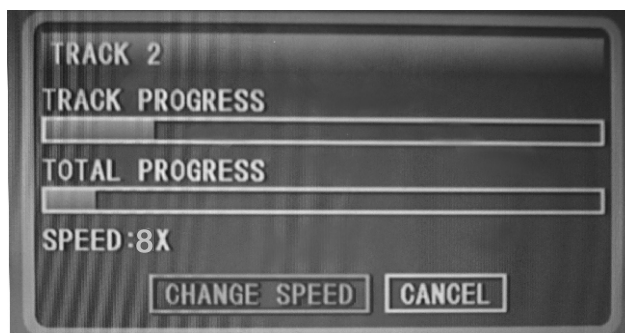 TRACK 2
TRACK PROGRESS
TOTAL PROGRESS
SPEED:8X
CHANGE SPEED CANCEL